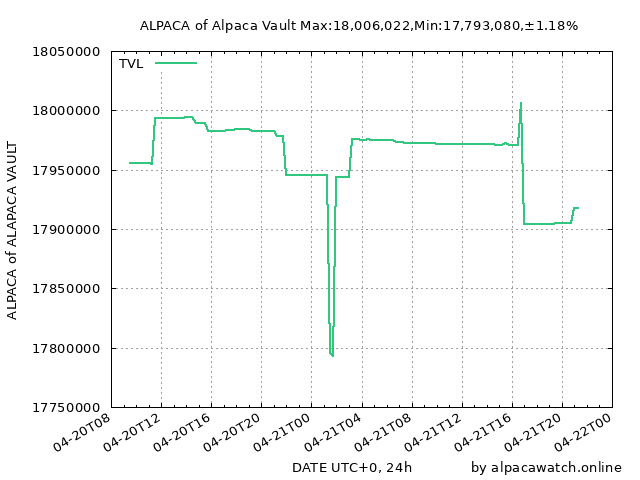 ALPACA of Alpaca Vault Max:18,006,022,Min:17,793,080,±1.18%
TVL
18050000
18000000
17950000
17900000
17850000
17800000
17750000
ALPACA of ALAPACA VAULT
04-20T08
04-20T12
04-20T16
04-20T20
04-21T00
04-21T04
04-21T08
04-21T12
04-21T16
04-21T20
04-22T00
DATE UTC+0, 24h
by alpacawatch.online